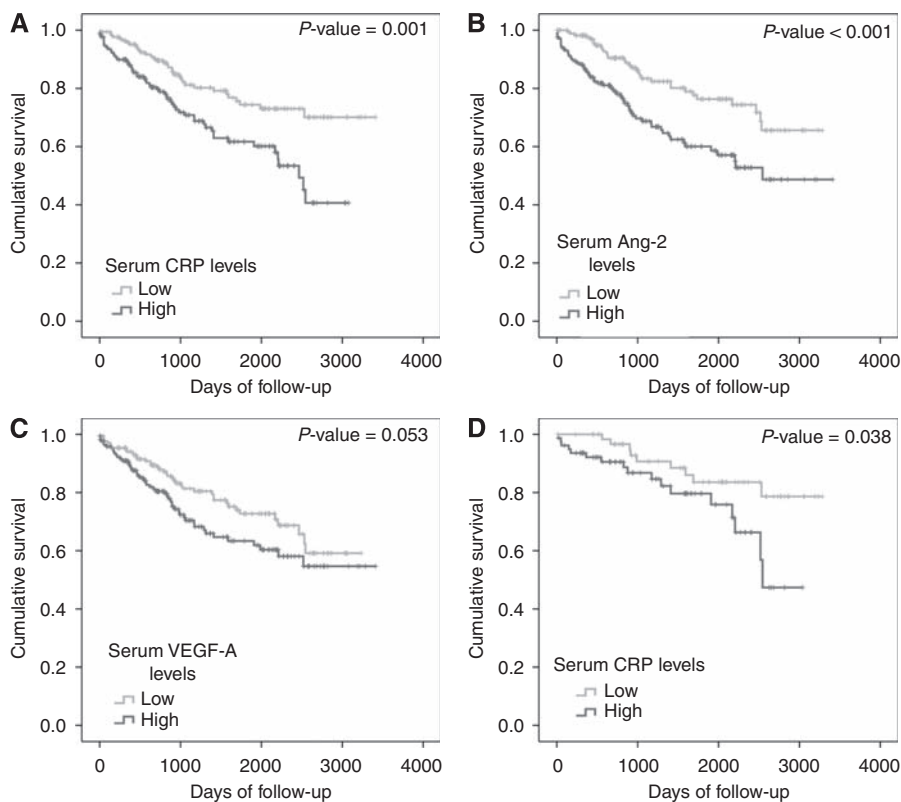 A
P-value = 0.001
1.0
0.8
0.6
0.4
0.2
0.0
Cumulative survival
Serum CRP levels
Low
High
0 1000 2000 3000 4000
Days of follow-up
B
P-value < 0.001
1.0
0.8
0.6
0.4
0.2
0.0
Cumulative survival
Serum Ang-2
levels
Low
High
0 1000 2000 3000 4000
Days of follow-up
C
P-value = 0.053
1.0
0.8
0.6
0.4
0.2
0.0
Cumulative survival
Serum VEGF-A
levels
Low
High
0 1000 2000 3000 4000
Days of follow-up
D
P-value = 0.038
1.0
0.8
0.6
0.4
0.2
0.0
Cumulative survival
Serum CRP levels
Low
High
0 1000 2000 3000 4000
Days of follow-up